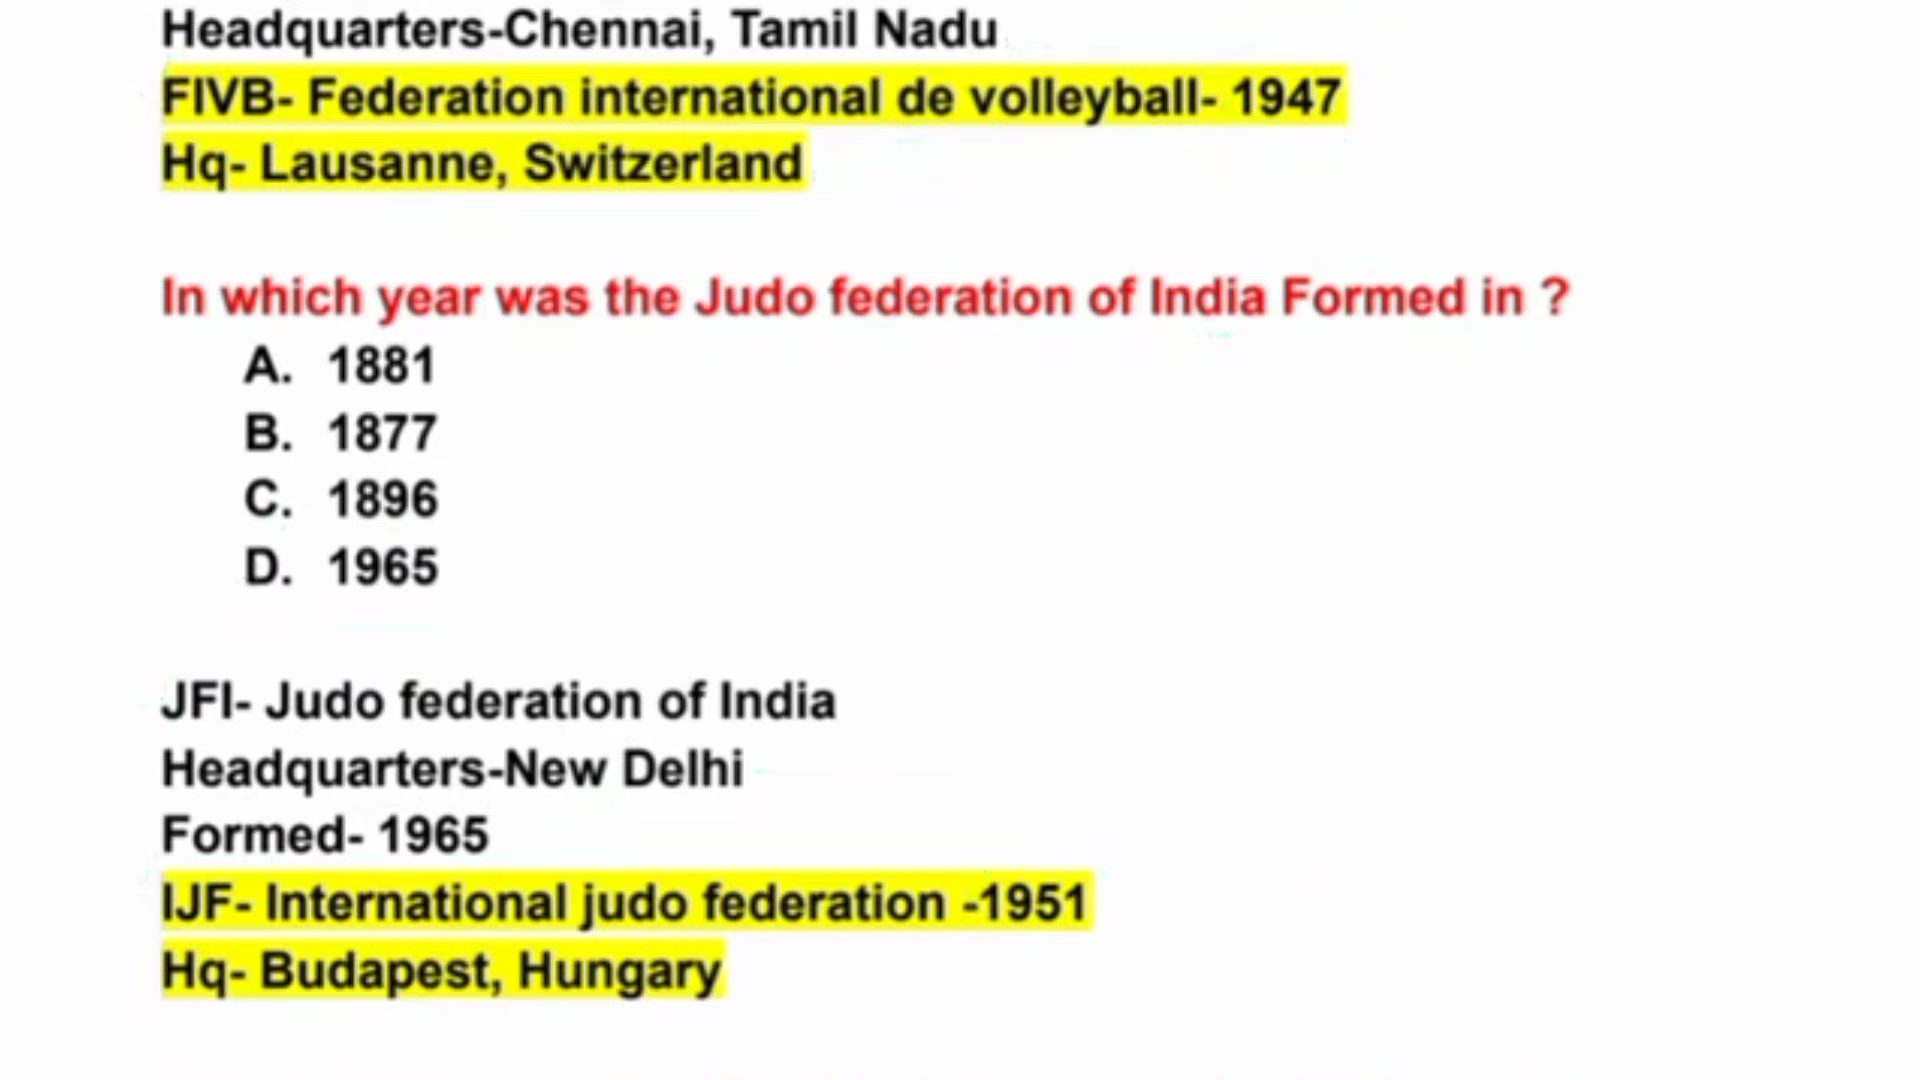 Headquarters-Chennai, Tamil Nadu
FIVB- Federation international de volleyball- 1947
Hq- Lausanne, Switzerland
In which year was the Judo federation of India Formed in ?
A. 1881
B. 1877
C. 1896
D. 1965
JFI- Judo federation of India
Headquarters-New Delhi
Formed- 1965
IJF- International judo federation -1951
Hq- Budapest, Hungary